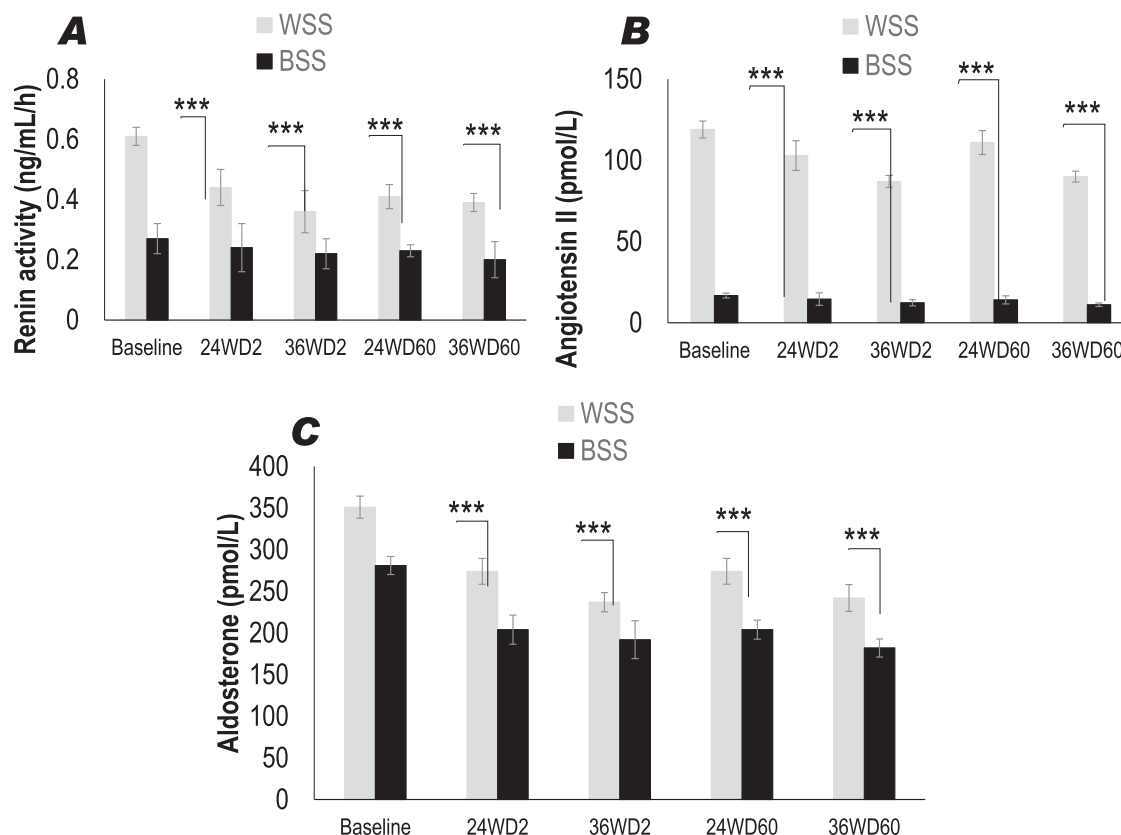 A
WSS
BSS
Renin activity (ng/mL/h)
0.8
0.6
0.4
0.2
0
***
***
***
***
Baseline 24WD2 36WD2 24WD60 36WD60
B
WSS
BSS
Angiotensin II (pmol/L)
150
100
50
0
***
***
***
***
Baseline 24WD2 36WD2 24WD60 36WD60
C
WSS
BSS
Aldosterone (pmol/L)
400
350
300
250
200
150
100
50
0
***
***
***
***
Baseline 24WD2 36WD2 24WD60 36WD60